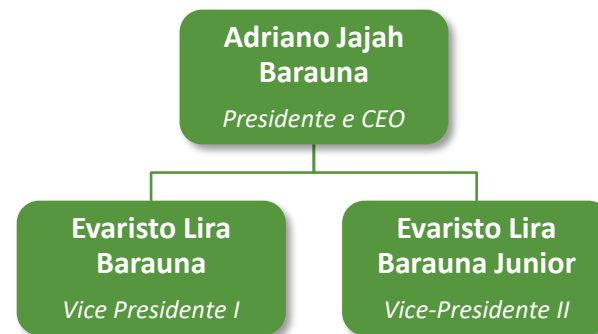 Adriano Jajah
Barauna
Presidente e CEO
Evaristo Lira
Barauna
Vice Presidente I
Evaristo Lira
Barauna Junior
Vice-Presidente II